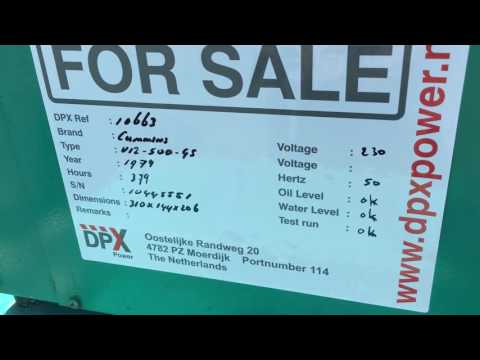 FOR SALE
DPX Ref : 10663
Brand : Cummins
Type : V12-500-GS
Year : 1974
Hours : 379
S/N : 10445551
Dimensions : 310x144x206
Remarks :
Voltage : 230
Voltage :
Hertz : 50
Oil Level : ok
Water Level : ok
Test run : ok
DPX
Power
Oostelijke Randweg 20
4782 PZ Moerdijk Portnumber 114
The Netherlands
www.dpxpower.n